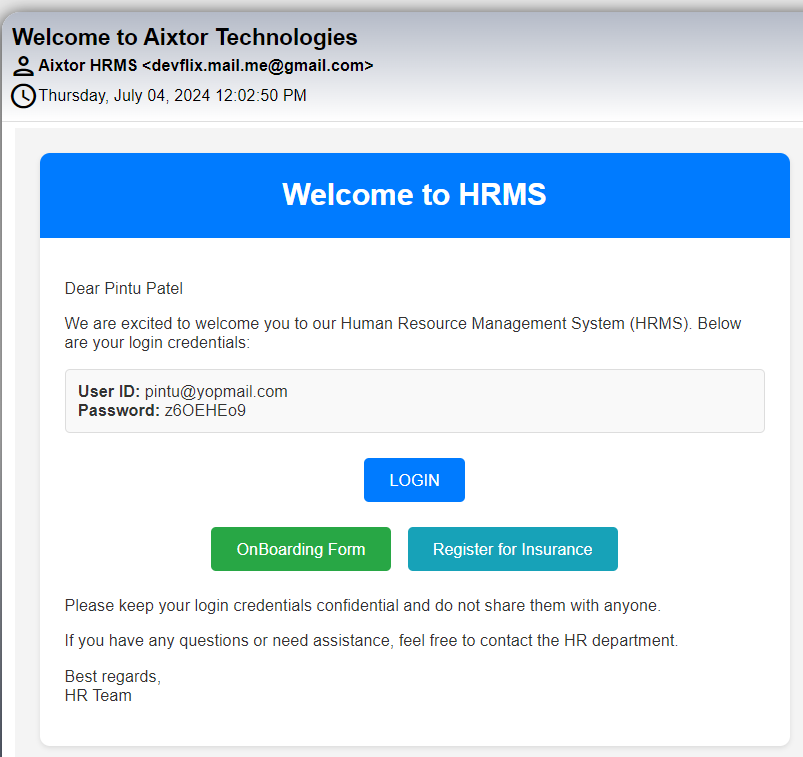 Welcome to Aixtor Technologies
Aixtor HRMS <devflix.mail.me@gmail.com>
Thursday, July 04, 2024 12:02:50 PM
Welcome to HRMS
Dear Pintu Patel
We are excited to welcome you to our Human Resource Management System (HRMS). Below
are your login credentials:
User ID: pintu@yopmail.com
Password: z6OEHEo9
LOGIN
OnBoarding Form
Register for Insurance
Please keep your login credentials confidential and do not share them with anyone.
If you have any questions or need assistance, feel free to contact the HR department.
Best regards,
HR Team